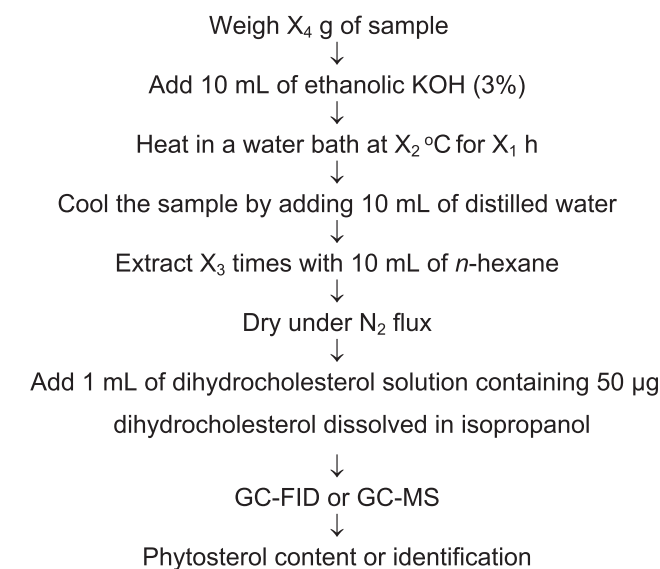 Weigh X₄ g of sample
↓
Add 10 mL of ethanolic KOH (3%)
↓
Heat in a water bath at X₂ ºC for X₁ h
↓
Cool the sample by adding 10 mL of distilled water
↓
Extract X₃ times with 10 mL of n-hexane
↓
Dry under N₂ flux
↓
Add 1 mL of dihydrocholesterol solution containing 50 µg
dihydrocholesterol dissolved in isopropanol
↓
GC-FID or GC-MS
↓
Phytosterol content or identification